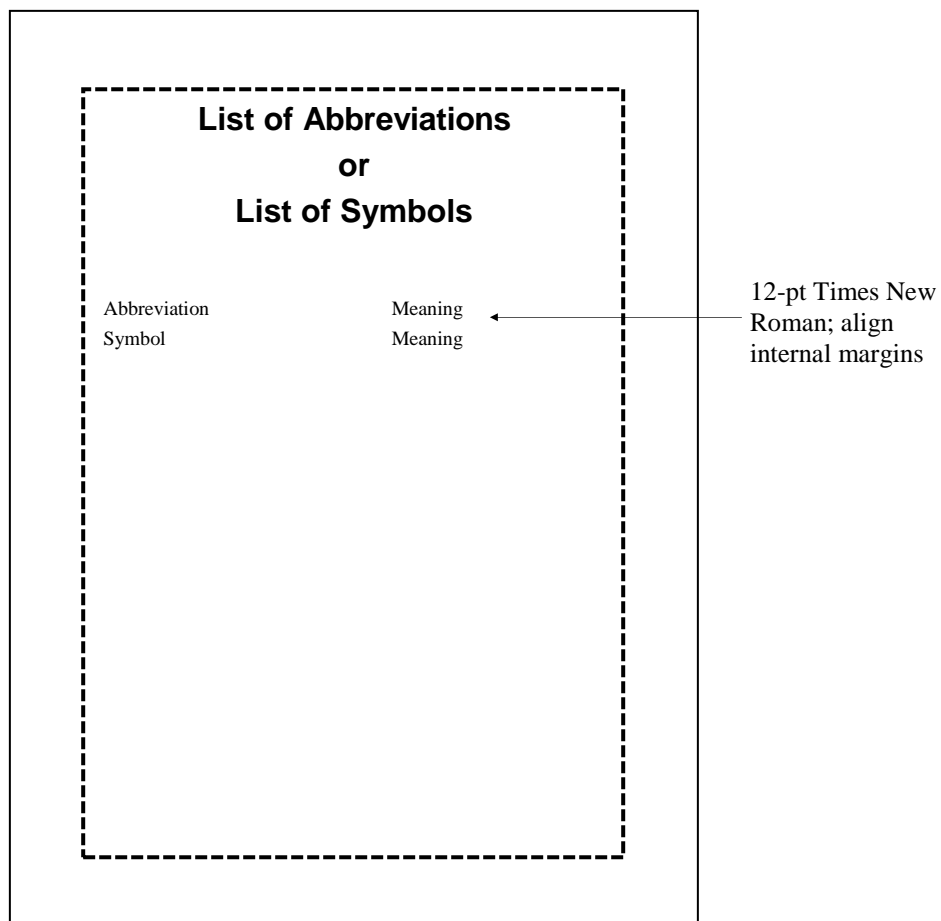 List of Abbreviations
or
List of Symbols
Abbreviation Meaning
Symbol Meaning
12-pt Times New
Roman; align
internal margins